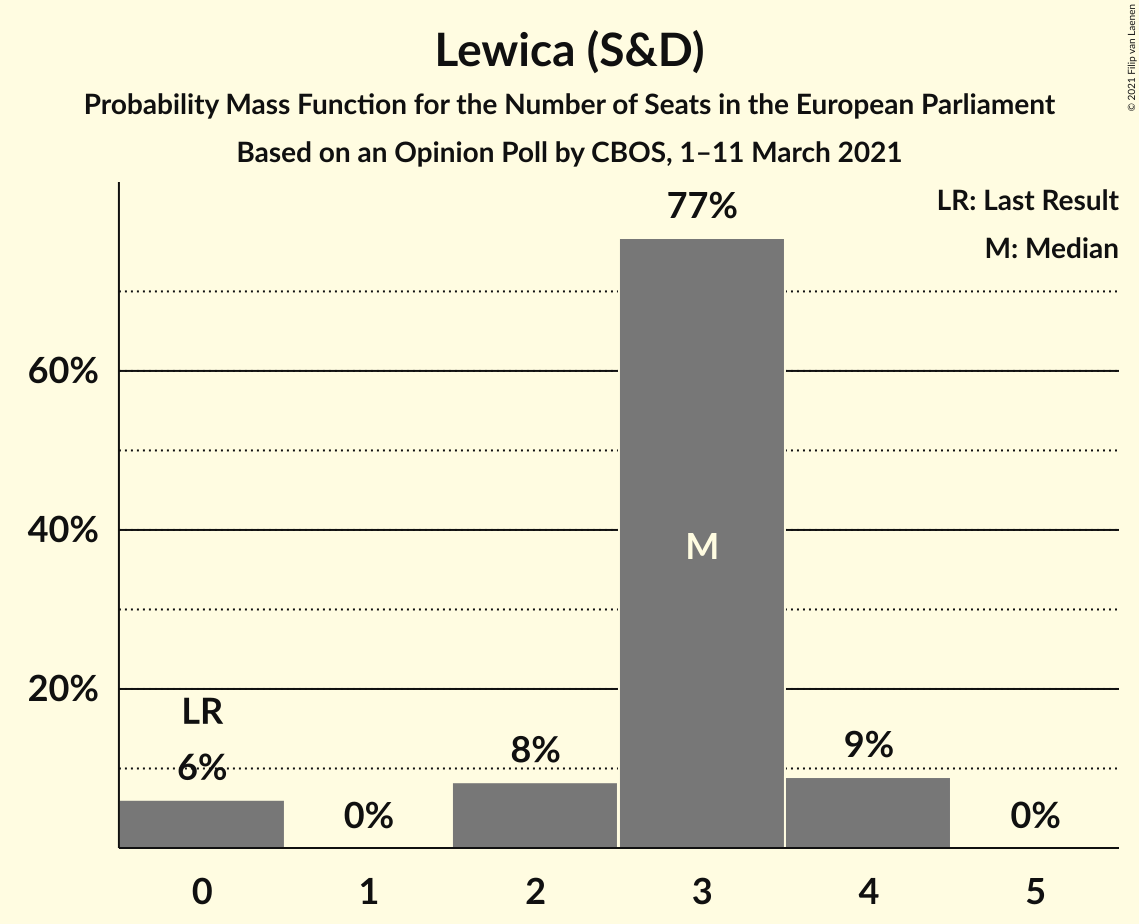 Lewica (S&D)
Probability Mass Function for the Number of Seats in the European Parliament
Based on an Opinion Poll by CBOS, 1–11 March 2021
© 2021 Filip van Laenen
LR: Last Result
M: Median
77%
60%
40%
20%
M
LR
6%
0%
8%
9%
0%
0
1
2
3
4
5